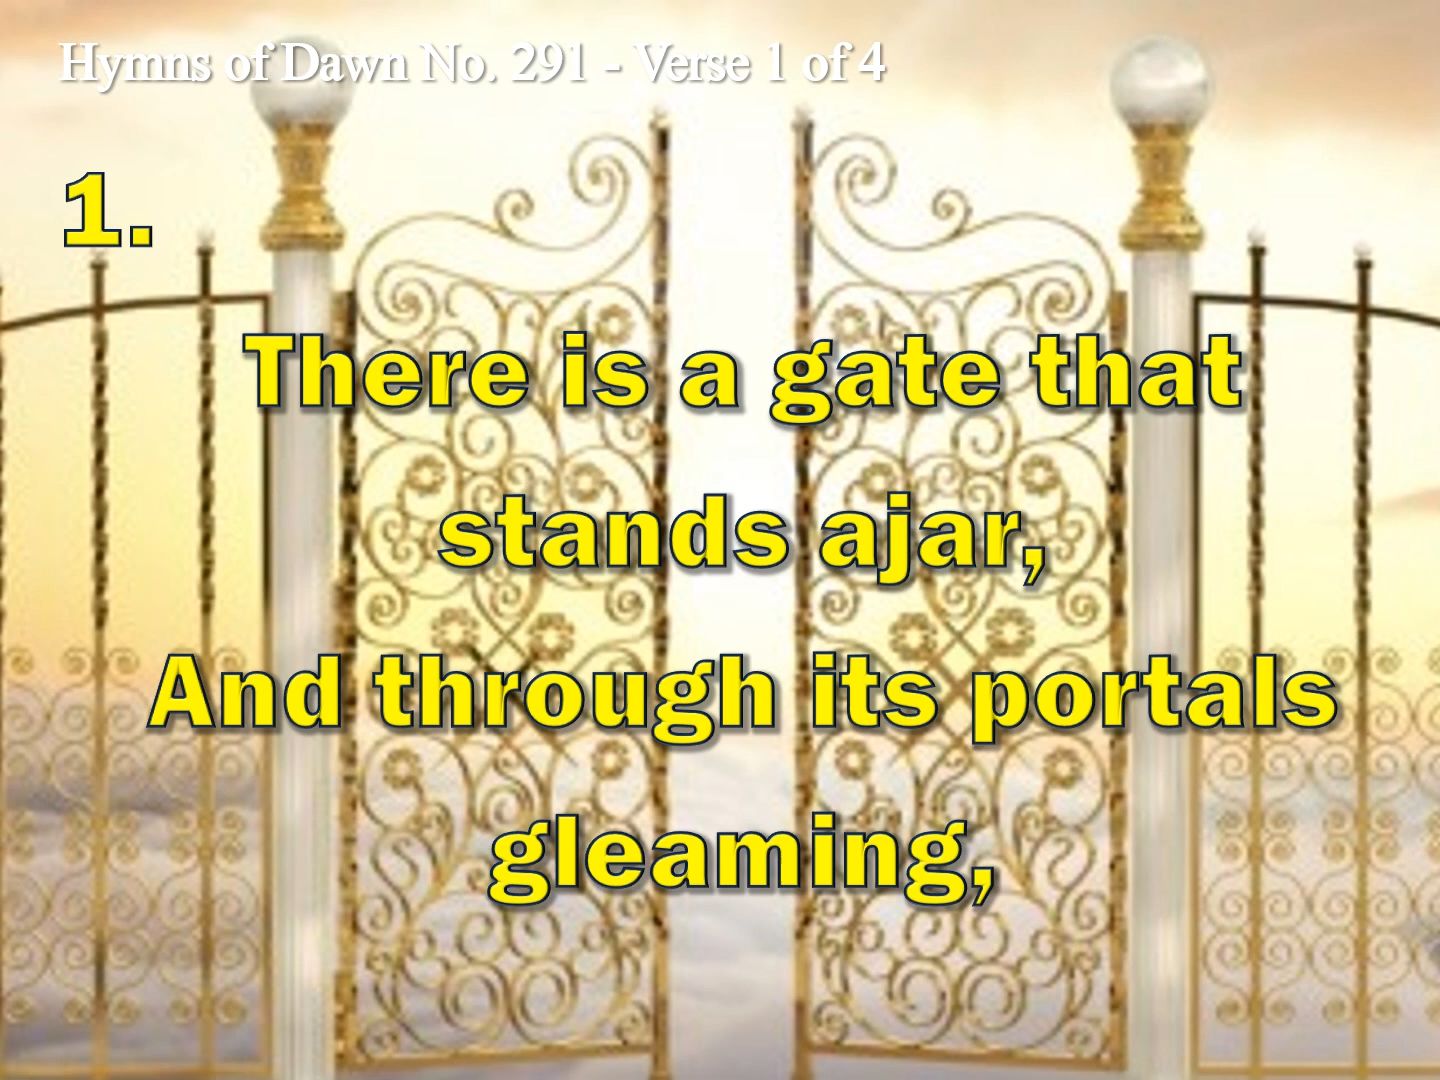 Hymns of Dawn No. 291 - Verse 1 of 4
1.
There is a gate that
stands ajar,
And through its portals
gleaming,